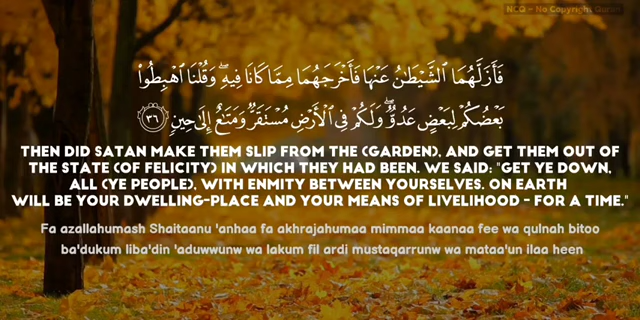 NCQ - No Copyright Quran
فَأَزَلَّهُمَا ٱلشَّيْطَٰنُ عَنْهَا فَأَخْرَجَهُمَا مِمَّا كَانَا فِيهِ ۖ وَقُلْنَا ٱهْبِطُوا۟
بَعْضُكُمْ لِبَعْضٍ عَدُوٌّ ۖ وَلَكُمْ فِى ٱلْأَرْضِ مُسْتَقَرٌّ وَمَتَٰعٌ إِلَىٰ حِينٍ ٣٦
THEN DID SATAN MAKE THEM SLIP FROM THE (GARDEN), AND GET THEM OUT OF
THE STATE (OF FELICITY) IN WHICH THEY HAD BEEN. WE SAID: "GET YE DOWN,
ALL (YE PEOPLE), WITH ENMITY BETWEEN YOURSELVES. ON EARTH
WILL BE YOUR DWELLING-PLACE AND YOUR MEANS OF LIVELIHOOD - FOR A TIME."
Fa azallahumash Shaitaanu 'anhaa fa akhrajahumaa mimmaa kaanaa fee wa qulnah bitoo
ba'dukum liba'din 'aduwwunw wa lakum fil ardi mustaqarrunw wa mataa'un ilaa heen